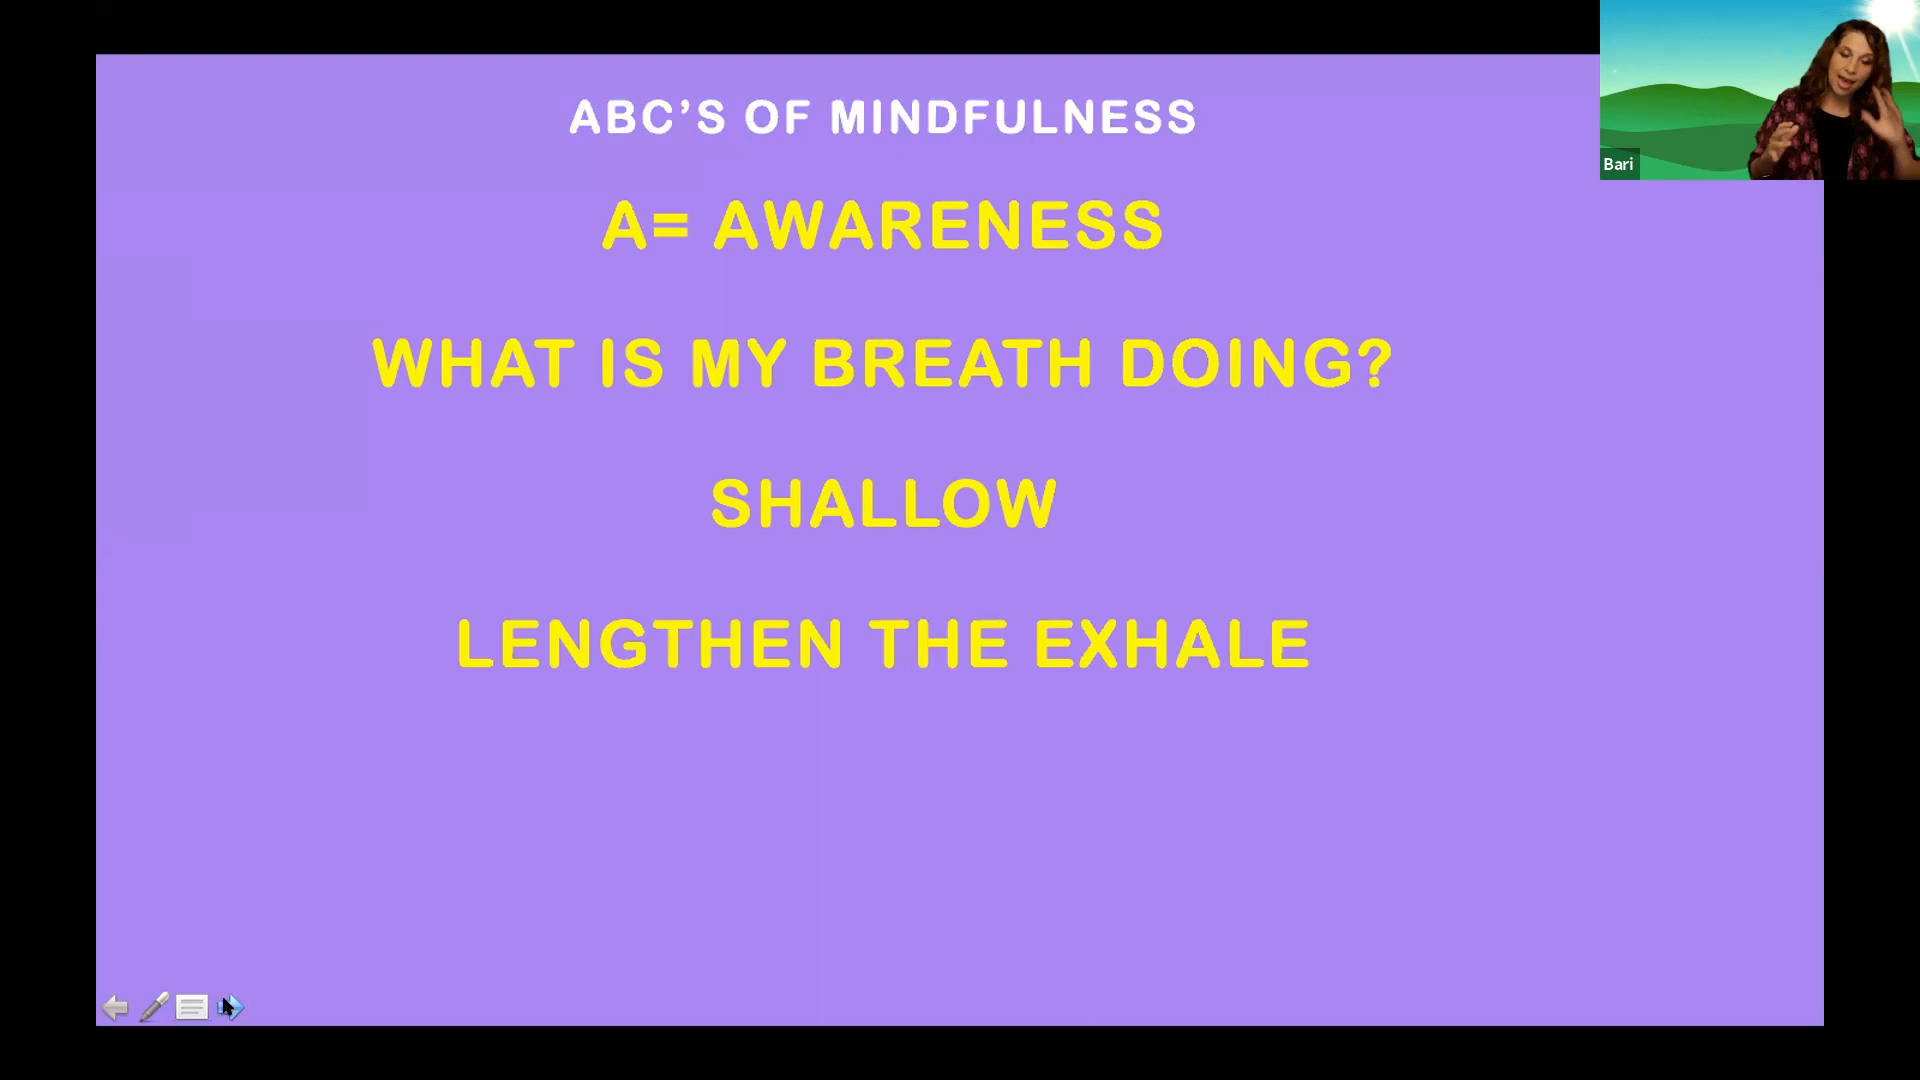 ABC’S OF MINDFULNESS
A= AWARENESS
WHAT IS MY BREATH DOING?
SHALLOW
LENGTHEN THE EXHALE
Bari